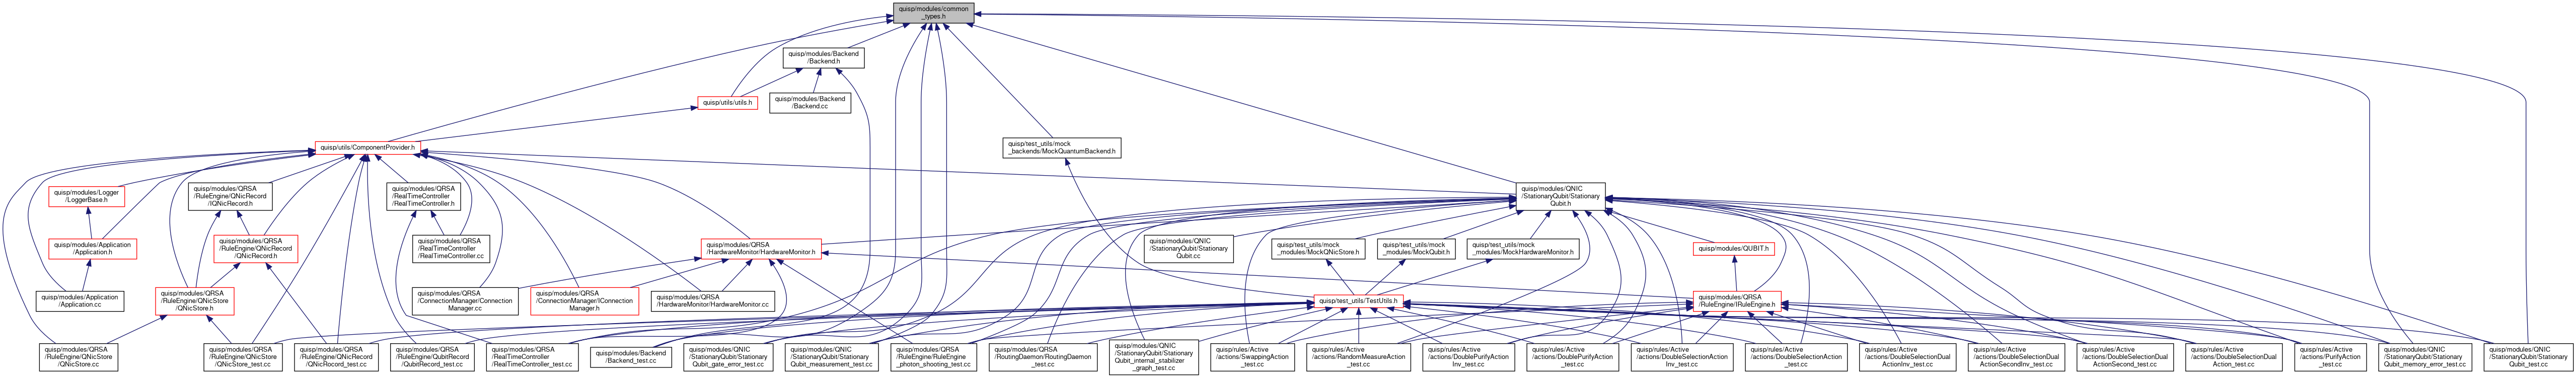 quisp/modules/common
_types.h
quisp/modules/Backend
/Backend.h
quisp/utils/utils.h
quisp/modules/Backend
/Backend.cc
quisp/utils/ComponentProvider.h
quisp/test_utils/mock
_backends/MockQuantumBackend.h
quisp/modules/Logger
/LoggerBase.h
quisp/modules/QRSA
/RuleEngine/QNicRecord
/IQNicRecord.h
quisp/modules/QRSA
/RealTimeController
/RealTimeController.h
quisp/modules/QNIC
/StationaryQubit/Stationary
Qubit.h
quisp/modules/Application
/Application.h
quisp/modules/QRSA
/RuleEngine/QNicRecord
/QNicRecord.h
quisp/modules/QRSA
/RealTimeController
/RealTimeController.cc
quisp/modules/QRSA
/HardwareMonitor/HardwareMonitor.h
quisp/modules/QNIC
/StationaryQubit/Stationary
Qubit.cc
quisp/test_utils/mock
_modules/MockQNicStore.h
quisp/test_utils/mock
_modules/MockQubit.h
quisp/test_utils/mock
_modules/MockHardwareMonitor.h
quisp/modules/QUBIT.h
quisp/modules/Application
/Application.cc
quisp/modules/QRSA
/RuleEngine/QNicStore
/QNicStore.h
quisp/modules/QRSA
/ConnectionManager/Connection
Manager.cc
quisp/modules/QRSA
/ConnectionManager/IConnection
Manager.h
quisp/modules/QRSA
/HardwareMonitor/HardwareMonitor.cc
quisp/test_utils/TestUtils.h
quisp/modules/QRSA
/RuleEngine/IRuleEngine.h
quisp/modules/QRSA
/RuleEngine/QNicStore
/QNicStore.cc
quisp/modules/QRSA
/RuleEngine/QNicStore
/QNicStore_test.cc
quisp/modules/QRSA
/RuleEngine/QNicRecord
/QNicRocord_test.cc
quisp/modules/QRSA
/RuleEngine/QubitRecord
/QubitRecord_test.cc
quisp/modules/QRSA
/RealTimeController
/RealTimeController_test.cc
quisp/modules/Backend
/Backend_test.cc
quisp/modules/QNIC
/StationaryQubit/Stationary
Qubit_gate_error_test.cc
quisp/modules/QNIC
/StationaryQubit/Stationary
Qubit_measurement_test.cc
quisp/modules/QRSA
/RuleEngine/RuleEngine
_photon_shooting_test.cc
quisp/modules/QRSA
/RoutingDaemon/RoutingDaemon
_test.cc
quisp/modules/QNIC
/StationaryQubit/Stationary
Qubit_internal_stabilizer
_graph_test.cc
quisp/rules/Active
/actions/SwappingAction
_test.cc
quisp/rules/Active
/actions/RandomMeasureAction
_test.cc
quisp/rules/Active
/actions/DoublePurifyAction
Inv_test.cc
quisp/rules/Active
/actions/DoublePurifyAction
_test.cc
quisp/rules/Active
/actions/DoubleSelectionAction
Inv_test.cc
quisp/rules/Active
/actions/DoubleSelectionAction
_test.cc
quisp/rules/Active
/actions/DoubleSelectionDual
ActionInv_test.cc
quisp/rules/Active
/actions/DoubleSelectionDual
ActionSecondInv_test.cc
quisp/rules/Active
/actions/DoubleSelectionDual
ActionSecond_test.cc
quisp/rules/Active
/actions/DoubleSelectionDual
Action_test.cc
quisp/rules/Active
/actions/PurifyAction
_test.cc
quisp/modules/QNIC
/StationaryQubit/Stationary
Qubit_memory_error_test.cc
quisp/modules/QNIC
/StationaryQubit/Stationary
Qubit_test.cc